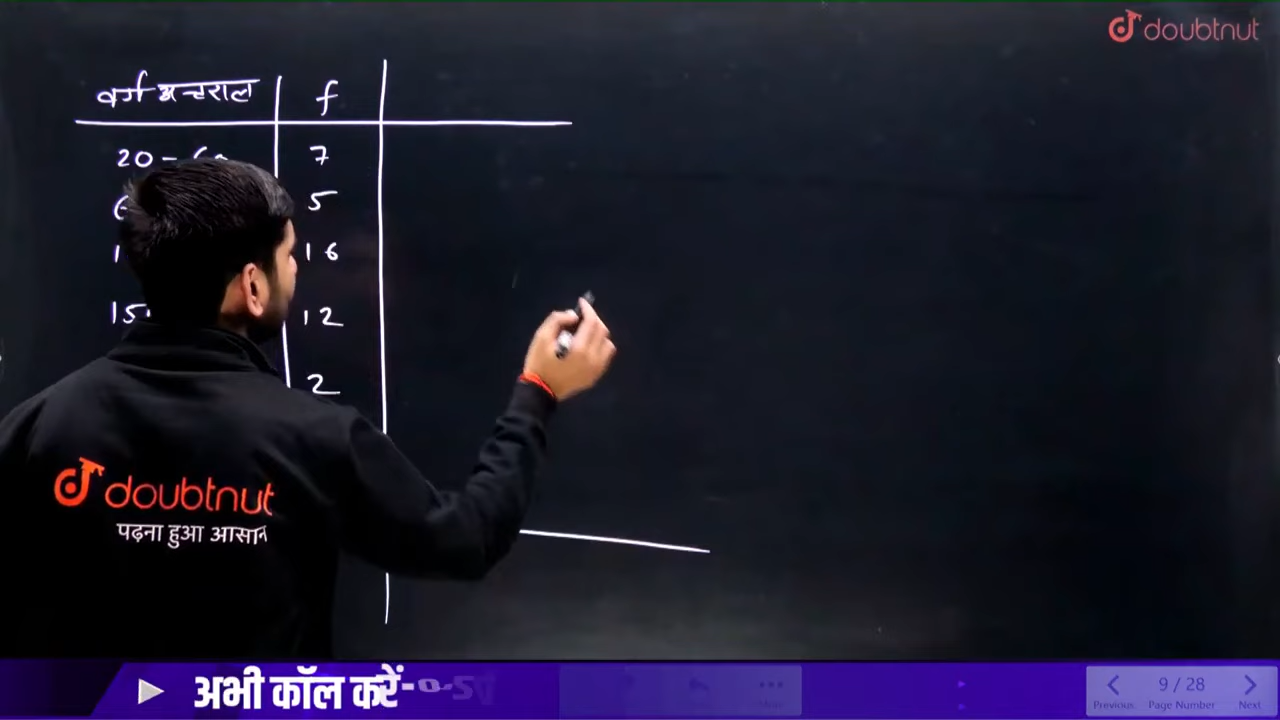 doubtnut
वर्ग अन्तराल f
20 - 60 7
5
16
15 12
2
doubtnut
पढ़ना हुआ आसान
अभी कॉल करें-
9 / 28
Previous Page Number Next